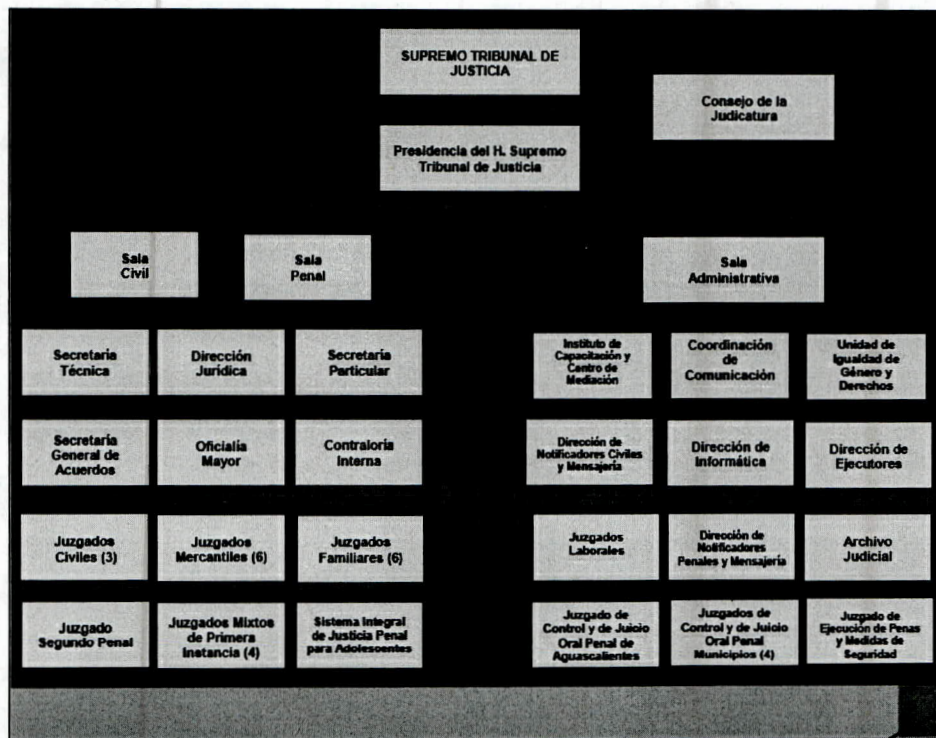 SUPREMO TRIBUNAL DE
JUSTICIA
Consejo de la
Judicatura
Presidencia del H. Supremo
Tribunal de Justicia
Sala
Civil
Sala
Penal
Sala
Administrativa
Secretaría
Técnica
Dirección
Jurídica
Secretaría
Particular
Instituto de
Capacitación y
Centro de
Mediación
Coordinación
de
Comunicación
Unidad de
Igualdad de
Género y
Derechos
Secretaría
General de
Acuerdos
Oficialía
Mayor
Contraloría
Interna
Dirección de
Notificadores Civiles
y Mensajería
Dirección de
Informática
Dirección de
Ejecutores
Juzgados
Civiles (3)
Juzgados
Mercantiles (6)
Juzgados
Familiares (6)
Juzgados
Laborales
Dirección de
Notificadores
Penales y Mensajería
Archivo
Judicial
Juzgado
Segundo Penal
Juzgados Mixtos
de Primera
Instancia (4)
Sistema Integral
de Justicia Penal
para Adolescentes
Juzgado de
Control y de Juicio
Oral Penal de
Aguascalientes
Juzgados de
Control y de Juicio
Oral Penal
Municipios (4)
Juzgado de
Ejecución de Penas
y Medidas de
Seguridad